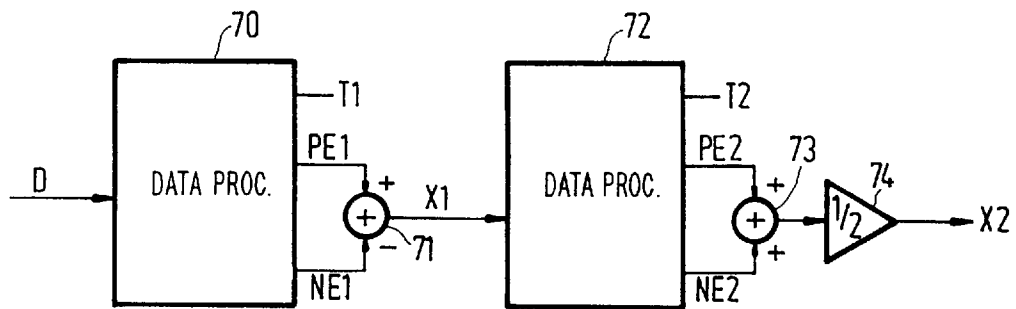 70
72
T1
T2
PE1
PE2
73
74
+
+
D
DATA PROC.
+
X1
DATA PROC.
+
1/2
X2
−
71
+
NE1
NE2